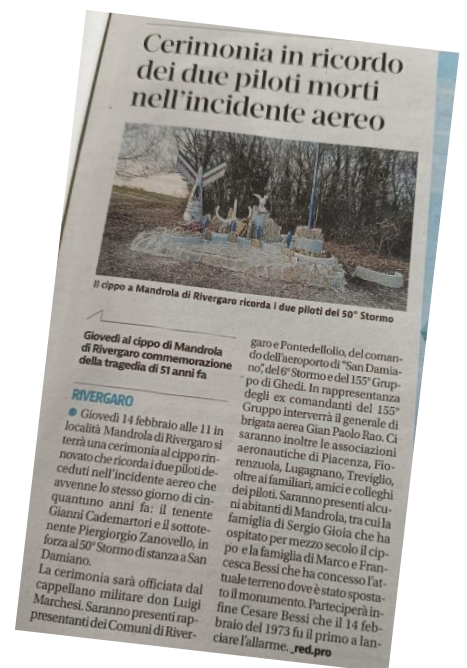 Cerimonia in ricordo
dei due piloti morti
nell'incidente aereo
Il cippo a Mandrola di Rivergaro ricorda i due piloti del 50° Stormo
Giovedì al cippo di Mandrola
di Rivergaro commemorazione
della tragedia di 51 anni fa
RIVERGARO
● Giovedì 14 febbraio alle 11 in
località Mandrola di Rivergaro si
terrà una cerimonia al cippo rin-
novato che ricorda i due piloti de-
ceduti nell'incidente aereo che
avvenne lo stesso giorno di cin-
quantuno anni fa: il tenente
Gianni Cademartori e il sottote-
nente Piergiorgio Zanovello, in
forza al 50° Stormo di stanza a San
Damiano.
La cerimonia sarà officiata dal
cappellano militare don Luigi
Marchesi. Saranno presenti rap-
presentanti dei Comuni di River-
garo e Pontedellolio, del coman-
do dell'aeroporto di "San Damia-
no", del 6° Stormo e del 155° Grup-
po di Ghedi. In rappresentanza
degli ex comandanti del 155°
Gruppo interverrà il generale di
brigata aerea Gian Paolo Rao. Ci
saranno inoltre le associazioni
aeronautiche di Piacenza, Fio-
renzuola, Lugagnano, Treviglio,
oltre ai familiari, amici e colleghi
dei piloti. Saranno presenti alcu-
ni abitanti di Mandrola, tra cui la
famiglia di Sergio Gioia che ha
ospitato per mezzo secolo il cip-
po e la famiglia di Marco e Fran-
cesca Bessi che ha concesso l'at-
tuale terreno dove è stato sposta-
to il monumento. Parteciperà in-
fine Cesare Bessi che il 14 feb-
braio del 1973 fu il primo a lan-
ciare l'allarme. _red.pro